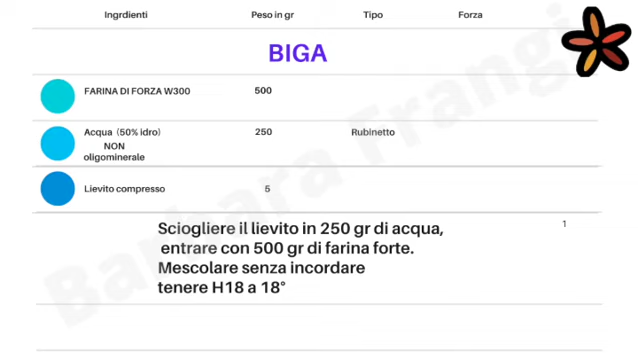 Ingrdienti Peso in gr Tipo Forza
BIGA
FARINA DI FORZA W300 500
Acqua (50% idro) 250 Rubinetto
NON
oligominerale
Lievito compresso 5
1
Sciogliere il lievito in 250 gr di acqua,
entrare con 500 gr di farina forte.
Mescolare senza incordare
tenere H18 a 18°
Barbara Frangi